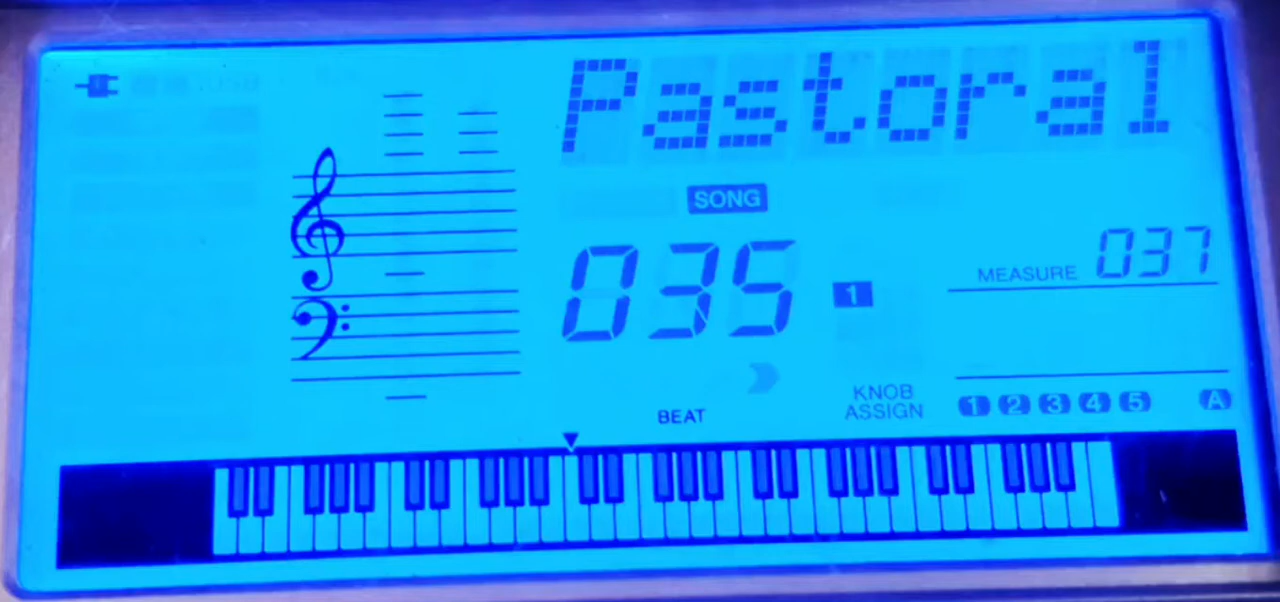 Pastoral
SONG
035
1
MEASURE 037
KNOB
ASSIGN
1 2 3 4 5 A
BEAT